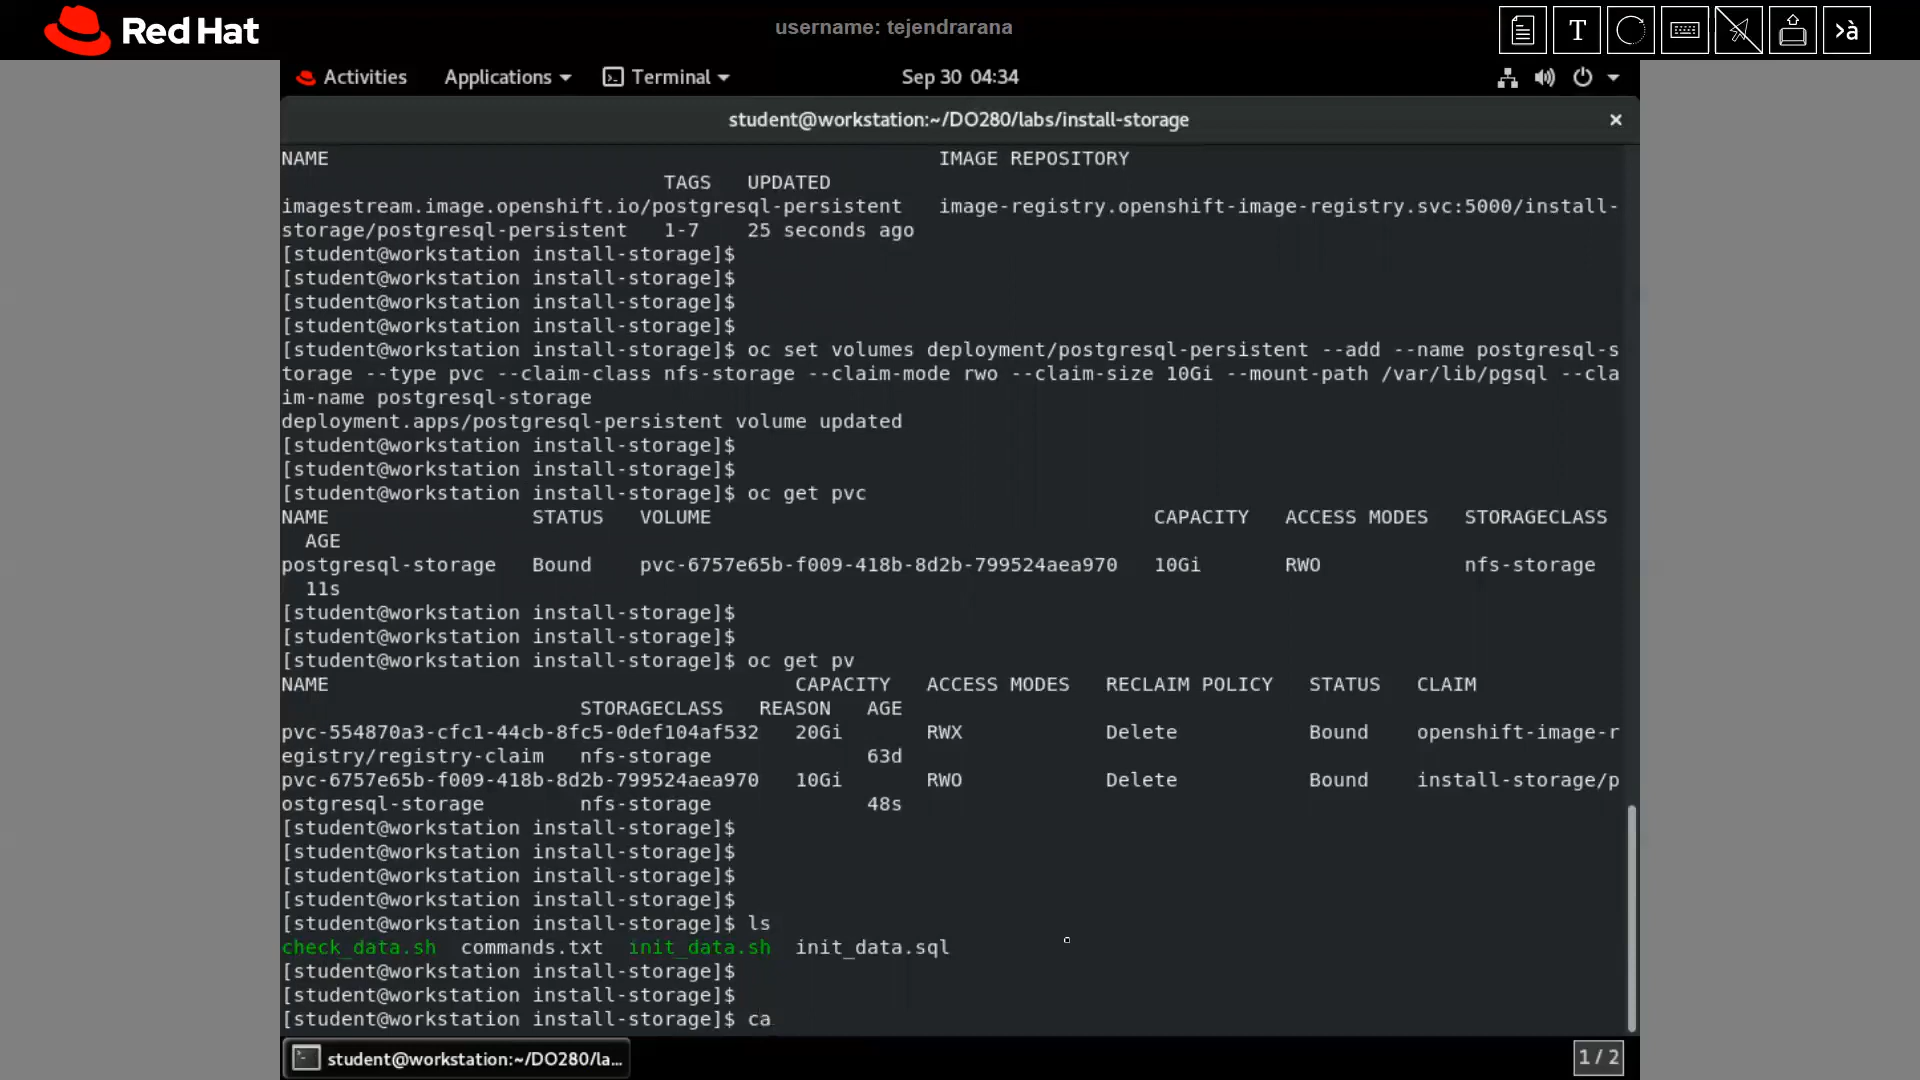 Red Hat
username: tejendrarana
T
>à
Activities Applications Terminal Sep 30 04:34
student@workstation:~/DO280/labs/install-storage ×
NAME IMAGE REPOSITORY
TAGS UPDATED
imagestream.image.openshift.io/postgresql-persistent image-registry.openshift-image-registry.svc:5000/install-
storage/postgresql-persistent 1-7 25 seconds ago
[student@workstation install-storage]$
[student@workstation install-storage]$
[student@workstation install-storage]$
[student@workstation install-storage]$
[student@workstation install-storage]$ oc set volumes deployment/postgresql-persistent --add --name postgresql-s
torage --type pvc --claim-class nfs-storage --claim-mode rwo --claim-size 10Gi --mount-path /var/lib/pgsql --cla
im-name postgresql-storage
deployment.apps/postgresql-persistent volume updated
[student@workstation install-storage]$
[student@workstation install-storage]$
[student@workstation install-storage]$ oc get pvc
NAME STATUS VOLUME CAPACITY ACCESS MODES STORAGECLASS
AGE
postgresql-storage Bound pvc-6757e65b-f009-418b-8d2b-799524aea970 10Gi RWO nfs-storage
11s
[student@workstation install-storage]$
[student@workstation install-storage]$
[student@workstation install-storage]$ oc get pv
NAME CAPACITY ACCESS MODES RECLAIM POLICY STATUS CLAIM
STORAGECLASS REASON AGE
pvc-554870a3-cfc1-44cb-8fc5-0def104af532 20Gi RWX Delete Bound openshift-image-r
egistry/registry-claim nfs-storage 63d
pvc-6757e65b-f009-418b-8d2b-799524aea970 10Gi RWO Delete Bound install-storage/p
ostgresql-storage nfs-storage 48s
[student@workstation install-storage]$
[student@workstation install-storage]$
[student@workstation install-storage]$
[student@workstation install-storage]$
[student@workstation install-storage]$ ls
check_data.sh commands.txt init_data.sh init_data.sql
[student@workstation install-storage]$
[student@workstation install-storage]$
[student@workstation install-storage]$ ca
student@workstation:~/DO280/la... 1 / 2